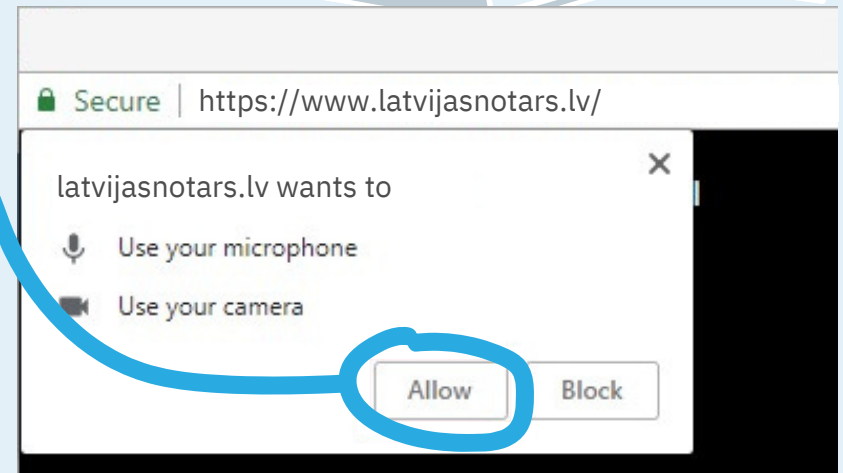 Secure | https://www.latvijasnotars.lv/
latvijasnotars.lv wants to
Use your microphone
Use your camera
Allow
Block